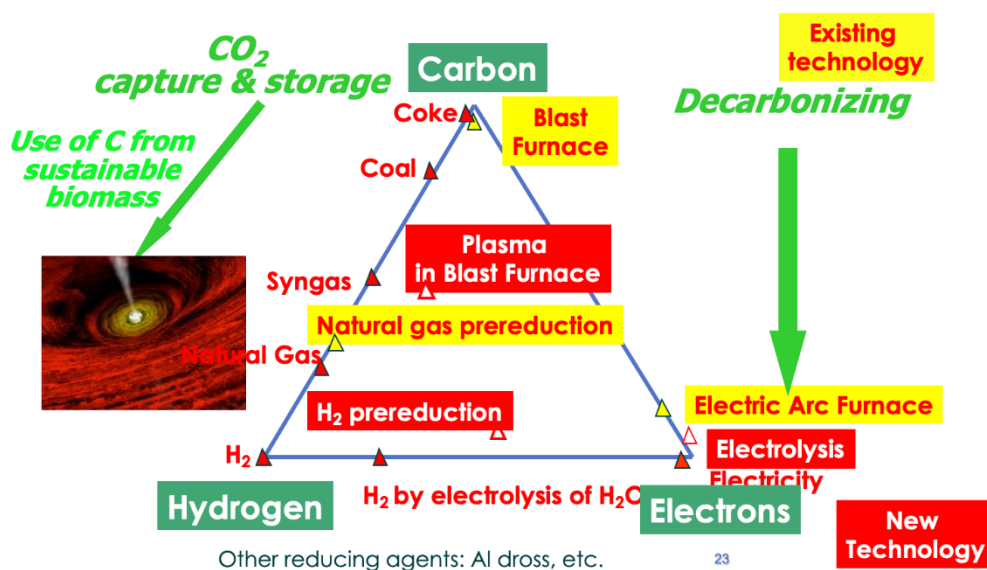 CO₂
capture & storage
Carbon
Existing
technology
Decarbonizing
Coke
Blast
Furnace
Use of C from
sustainable
biomass
Coal
Plasma
in Blast Furnace
Syngas
Natural gas prereduction
Natural Gas
H₂ prereduction
Electric Arc Furnace
Electrolysis
Electricity
H₂
H₂ by electrolysis of H₂O
Hydrogen
Electrons
New
Technology
Other reducing agents: Al dross, etc.
23